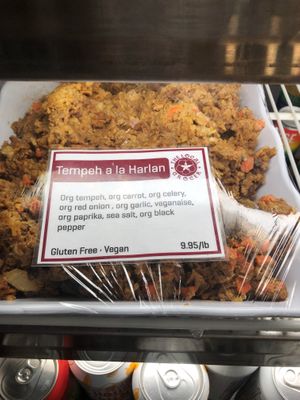 Tempeh a la Harlan
Org tempeh, org carrot, org celery,
org red onion , org garlic, veganaise,
org paprika, sea salt, org black
pepper
Gluten Free - Vegan 9.95/lb